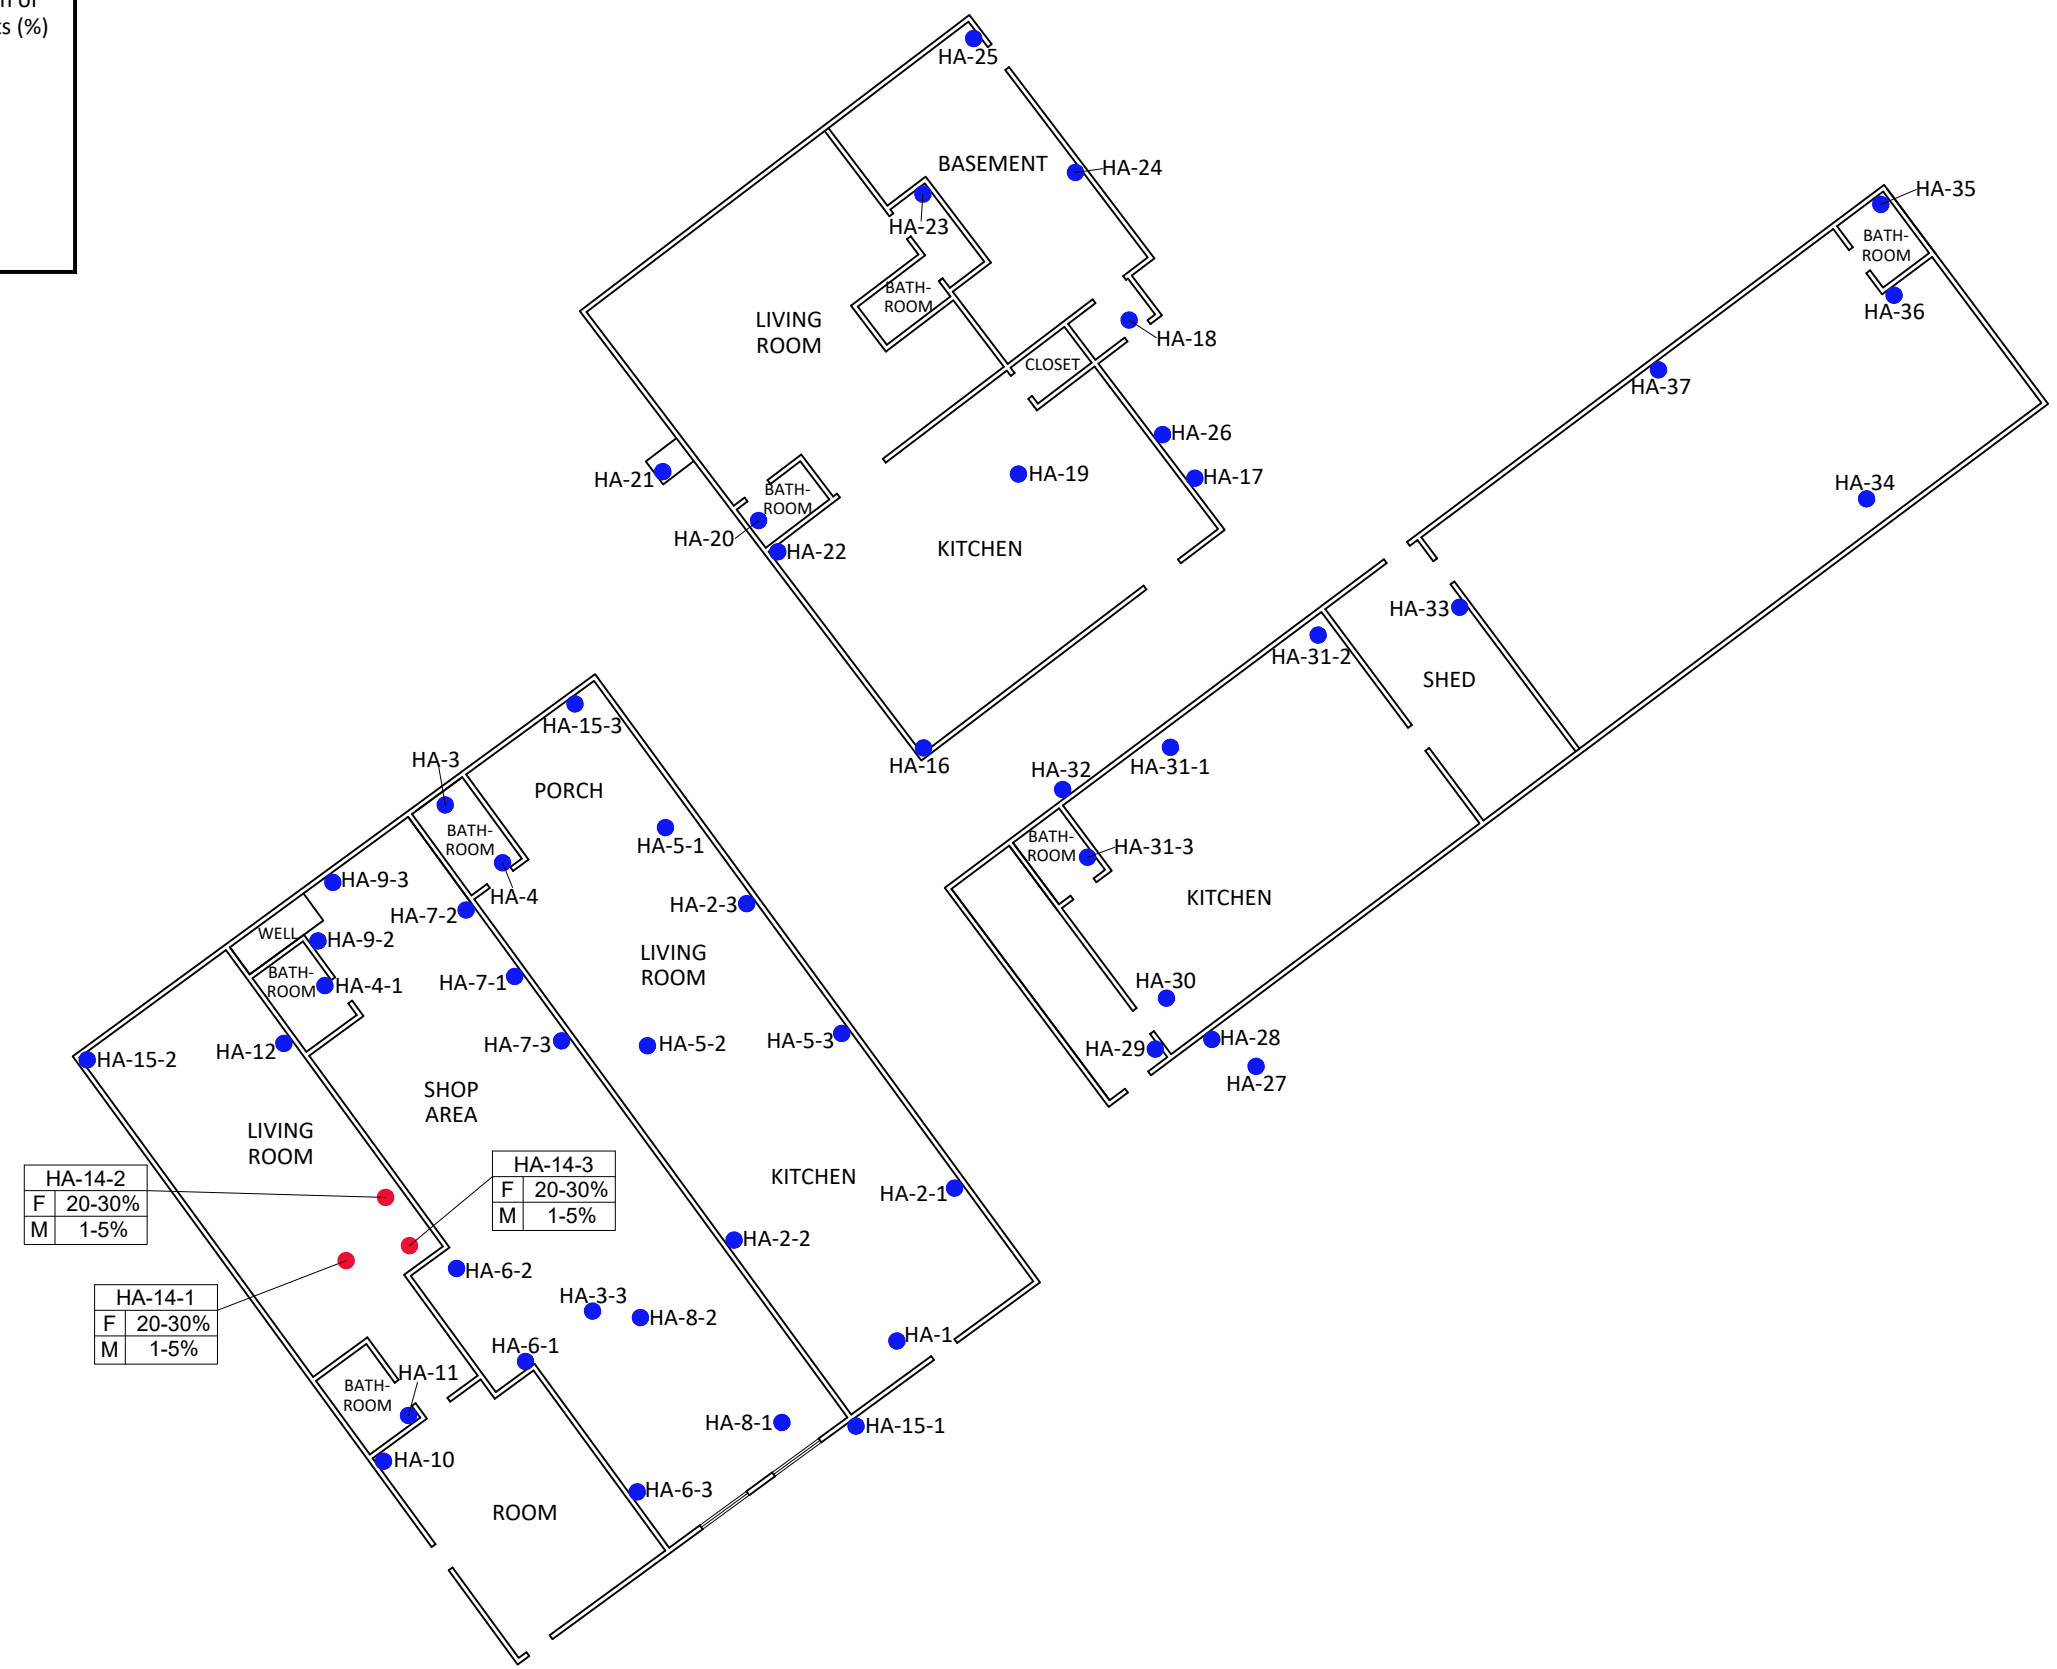 (%)
HA-25
BASEMENT
HA-24
HA-23
BATH-
ROOM
LIVING
ROOM
HA-18
CLOSET
HA-26
HA-17
HA-19
HA-21
BATH-
ROOM
HA-20
HA-22
KITCHEN
HA-16
HA-35
BATH-
ROOM
HA-36
HA-37
HA-34
HA-33
HA-31-2
SHED
HA-31-1
HA-32
BATH-
ROOM
HA-31-3
KITCHEN
HA-30
HA-29
HA-28
HA-27
HA-15-3
HA-3
PORCH
BATH-
ROOM
HA-5-1
HA-4
HA-9-3
HA-7-2
HA-2-3
WELL
HA-9-2
LIVING
ROOM
BATH-
ROOM
HA-4-1
HA-7-1
HA-12
HA-15-2
HA-7-3
HA-5-2
HA-5-3
SHOP
AREA
LIVING
ROOM
HA-14-2
F 20-30%
M 1-5%
HA-14-3
F 20-30%
M 1-5%
KITCHEN
HA-2-1
HA-2-2
HA-6-2
HA-14-1
F 20-30%
M 1-5%
HA-3-3
HA-8-2
HA-1
HA-6-1
HA-11
BATH-
ROOM
HA-8-1
HA-15-1
HA-10
HA-6-3
ROOM